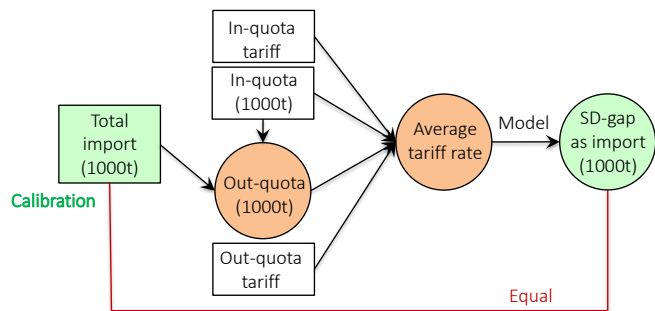 In-quota
tariff
In-quota
(1000t)
Total
import
(1000t)
Calibration
Out-quota
(1000t)
Out-quota
tariff
Average
tariff rate
Model
SD-gap
as import
(1000t)
Equal